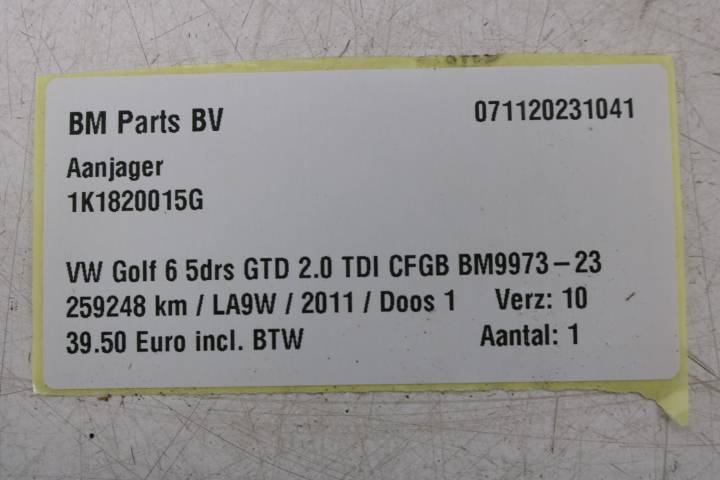 BM Parts BV 071120231041
Aanjager
1K1820015G
VW Golf 6 5drs GTD 2.0 TDI CFGB BM9973-23
259248 km / LA9W / 2011 / Doos 1 Verz: 10
39.50 Euro incl. BTW Aantal: 1